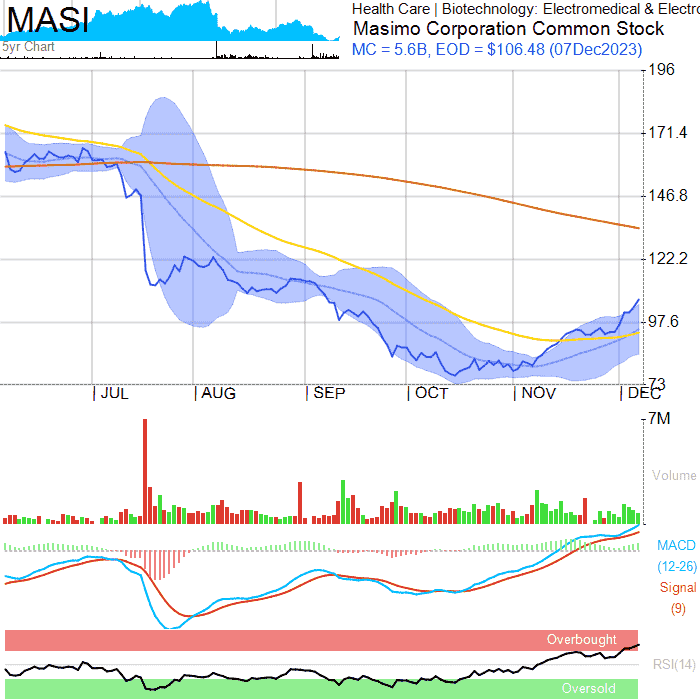 MASI
5yr Chart
Health Care | Biotechnology: Electromedical & Electro
Masimo Corporation Common Stock
MC = 5.6B, EOD = $106.48 (07Dec2023)
196
171.4
146.8
122.2
97.6
73
| JUL | AUG | SEP | OCT | NOV | DEC
7M
Volume
MACD
(12-26)
Signal
(9)
Overbought
RSI(14)
Oversold